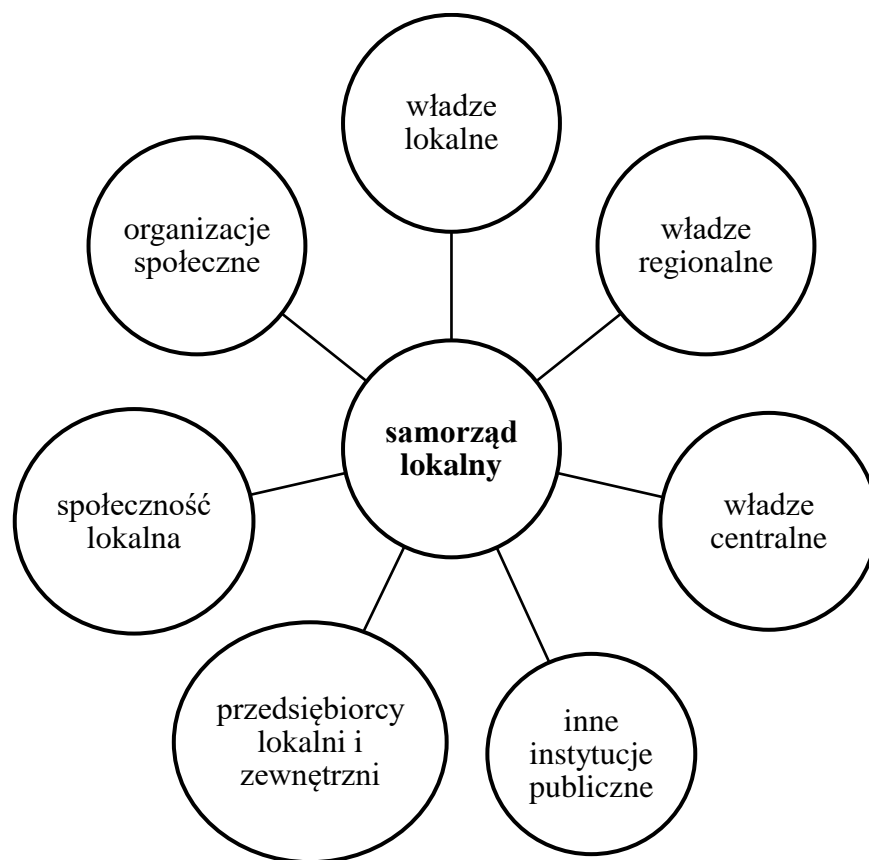 władze
lokalne
organizacje
społeczne
władze
regionalne
samorząd
lokalny
społeczność
lokalna
władze
centralne
przedsiębiorcy
lokalni i
zewnętrzni
inne
instytucje
publiczne